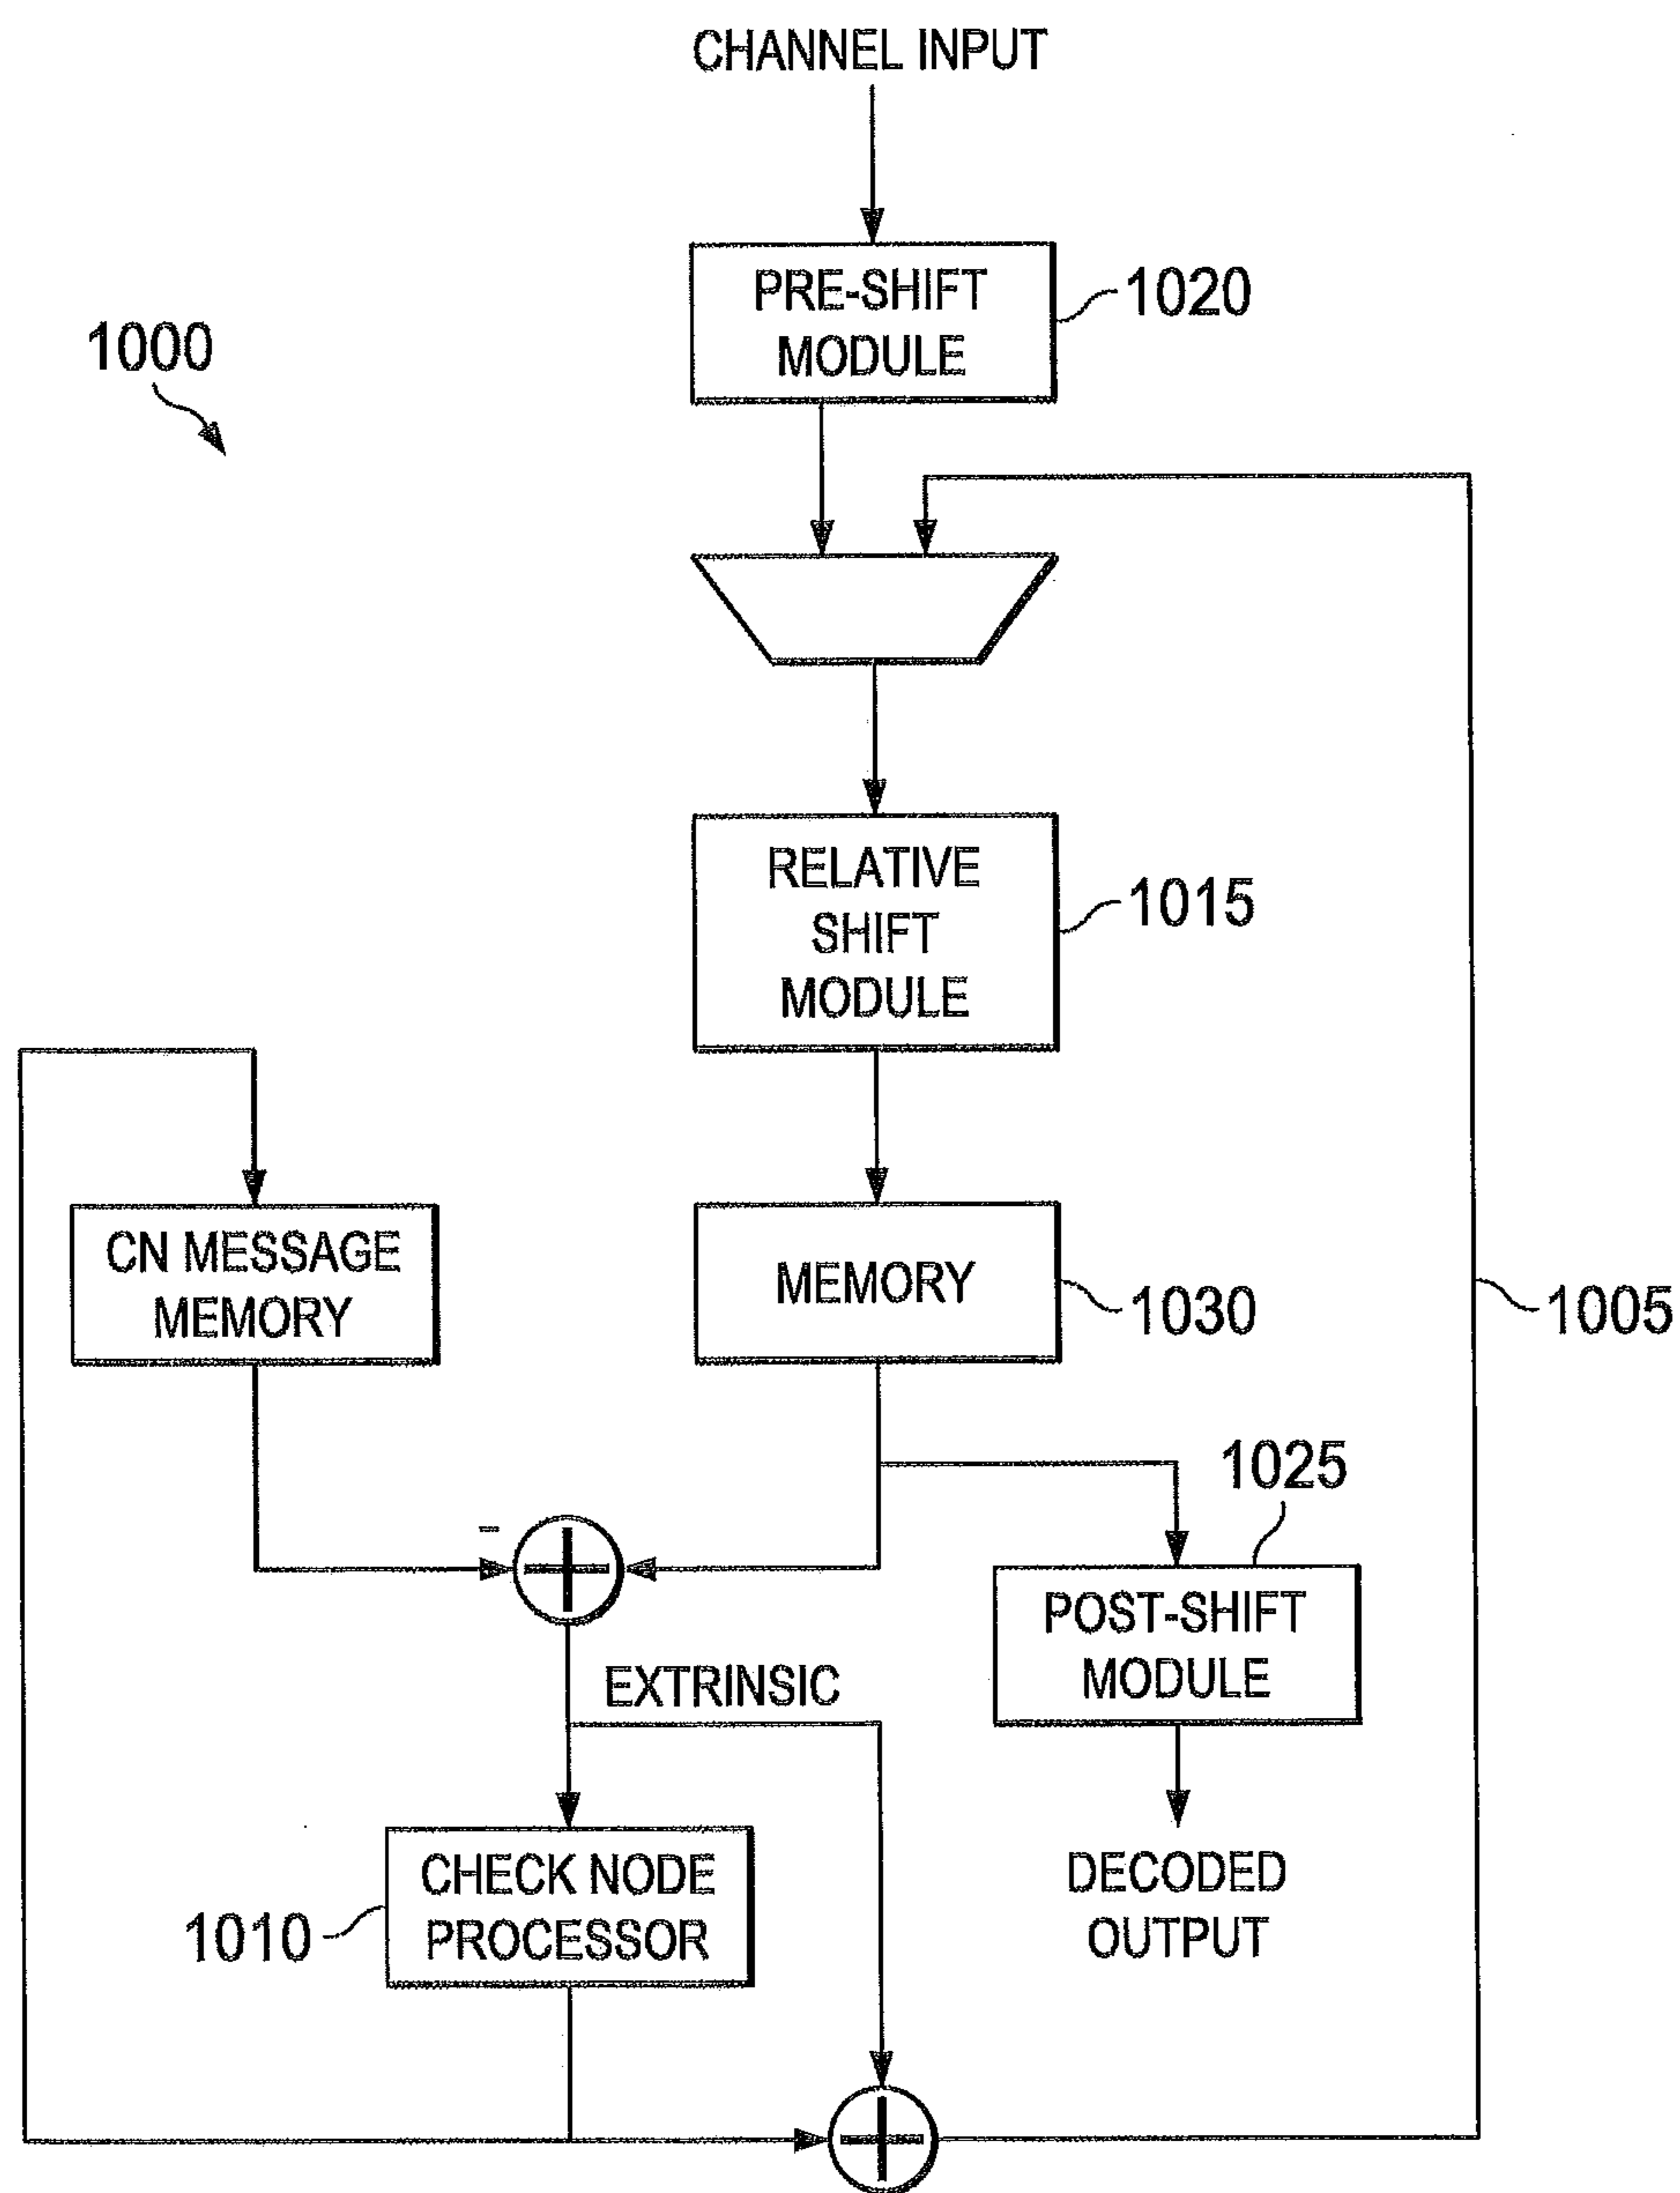 CHANNEL INPUT
PRE-SHIFT
MODULE
1020
1000
RELATIVE
SHIFT
MODULE
1015
CN MESSAGE
MEMORY
MEMORY
1030
1005
1025
-
POST-SHIFT
MODULE
EXTRINSIC
CHECK NODE
PROCESSOR
1010
DECODED
OUTPUT